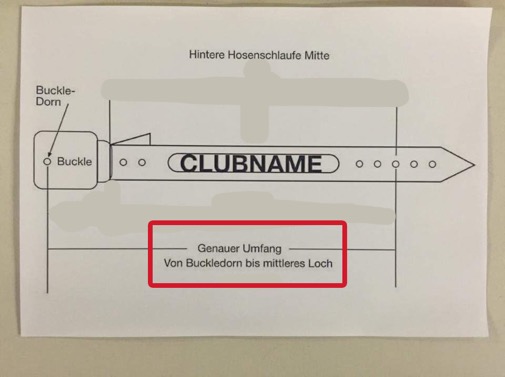 Hintere Hosenschlaufe Mitte
Buckle-
Dorn
Buckle
CLUBNAME
Genauer Umfang
Von Buckledorn bis mittleres Loch